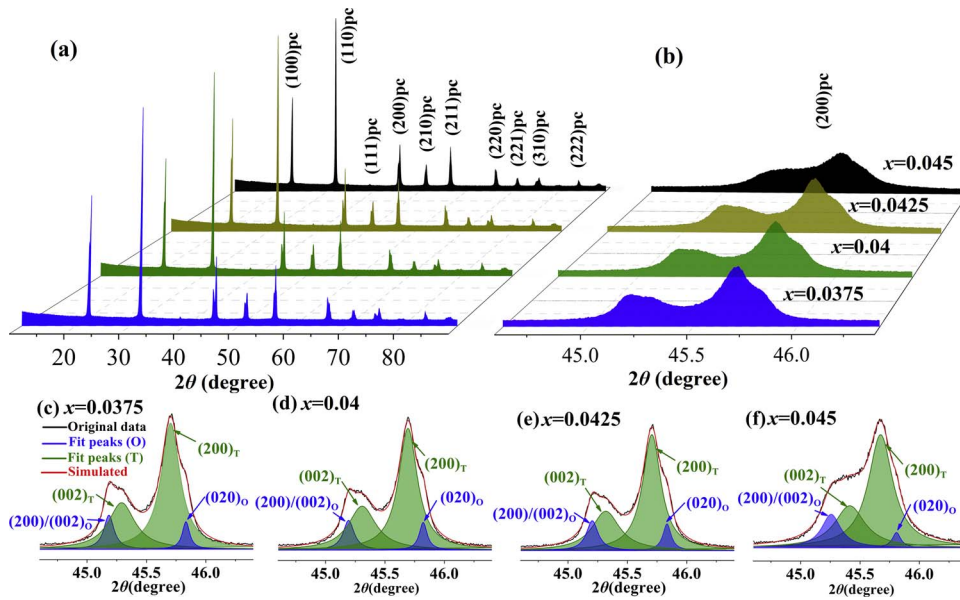 (a)
(100)pc
(110)pc
(111)pc
(200)pc
(210)pc
(211)pc
(220)pc
(221)pc
(310)pc
(222)pc
20 30 40 50 60 70 80
2θ (degree)
(b)
(200)pc
x=0.045
x=0.0425
x=0.04
x=0.0375
45.0 45.5 46.0
2θ (degree)
(c) x=0.0375
Original data
Fit peaks (O)
Fit peaks (T)
Simulated
(200)T
(002)T
(200)/(002)O
(020)O
45.0 45.5 46.0
2θ(degree)
(d) x=0.04
(200)T
(002)T
(200)/(002)O
(020)O
45.0 45.5 46.0
2θ(degree)
(e) x=0.0425
(200)T
(002)T
(200)/(002)O
(020)O
45.0 45.5 46.0
2θ(degree)
(f) x=0.045
(200)T
(002)T
(200)/(002)O
(020)O
45.0 45.5 46.0
2θ(degree)